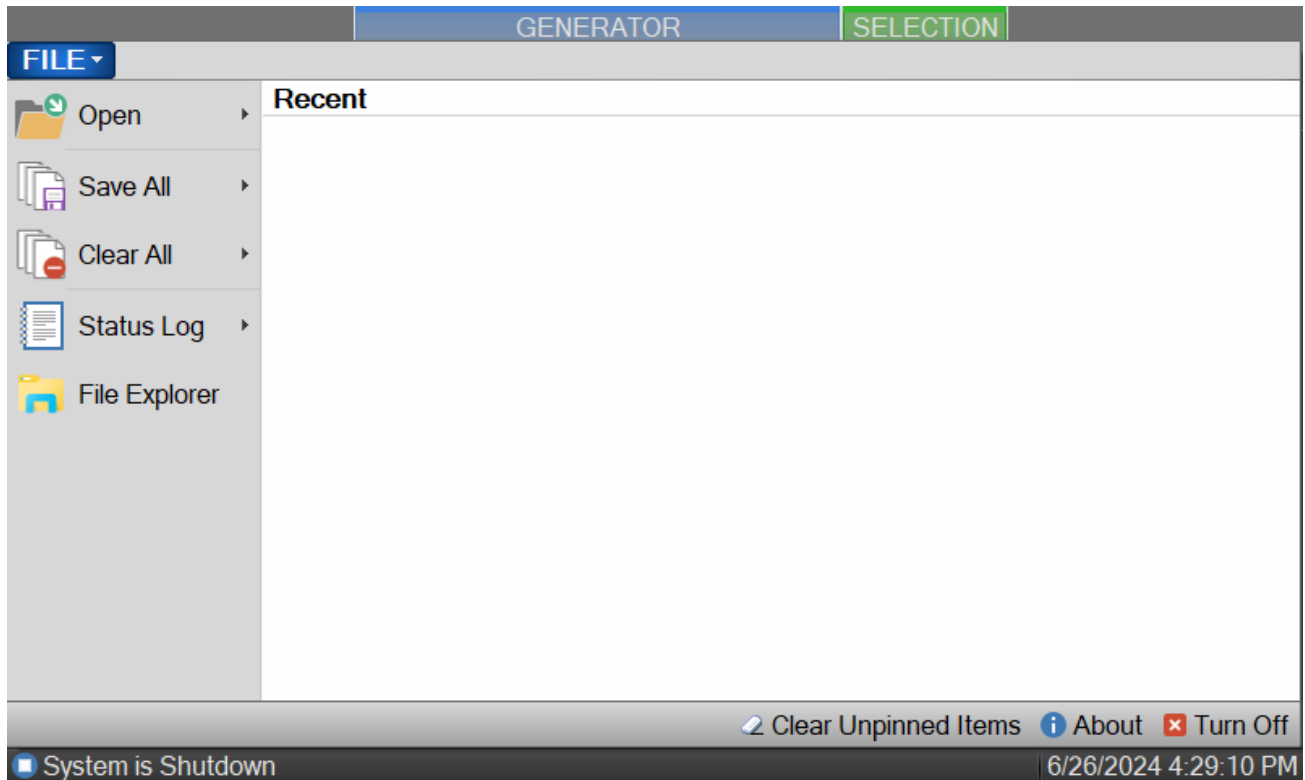 GENERATOR SELECTION
FILE
Open
Recent
Save All
Clear All
Status Log
File Explorer
Clear Unpinned Items About Turn Off
System is Shutdown 6/26/2024 4:29:10 PM